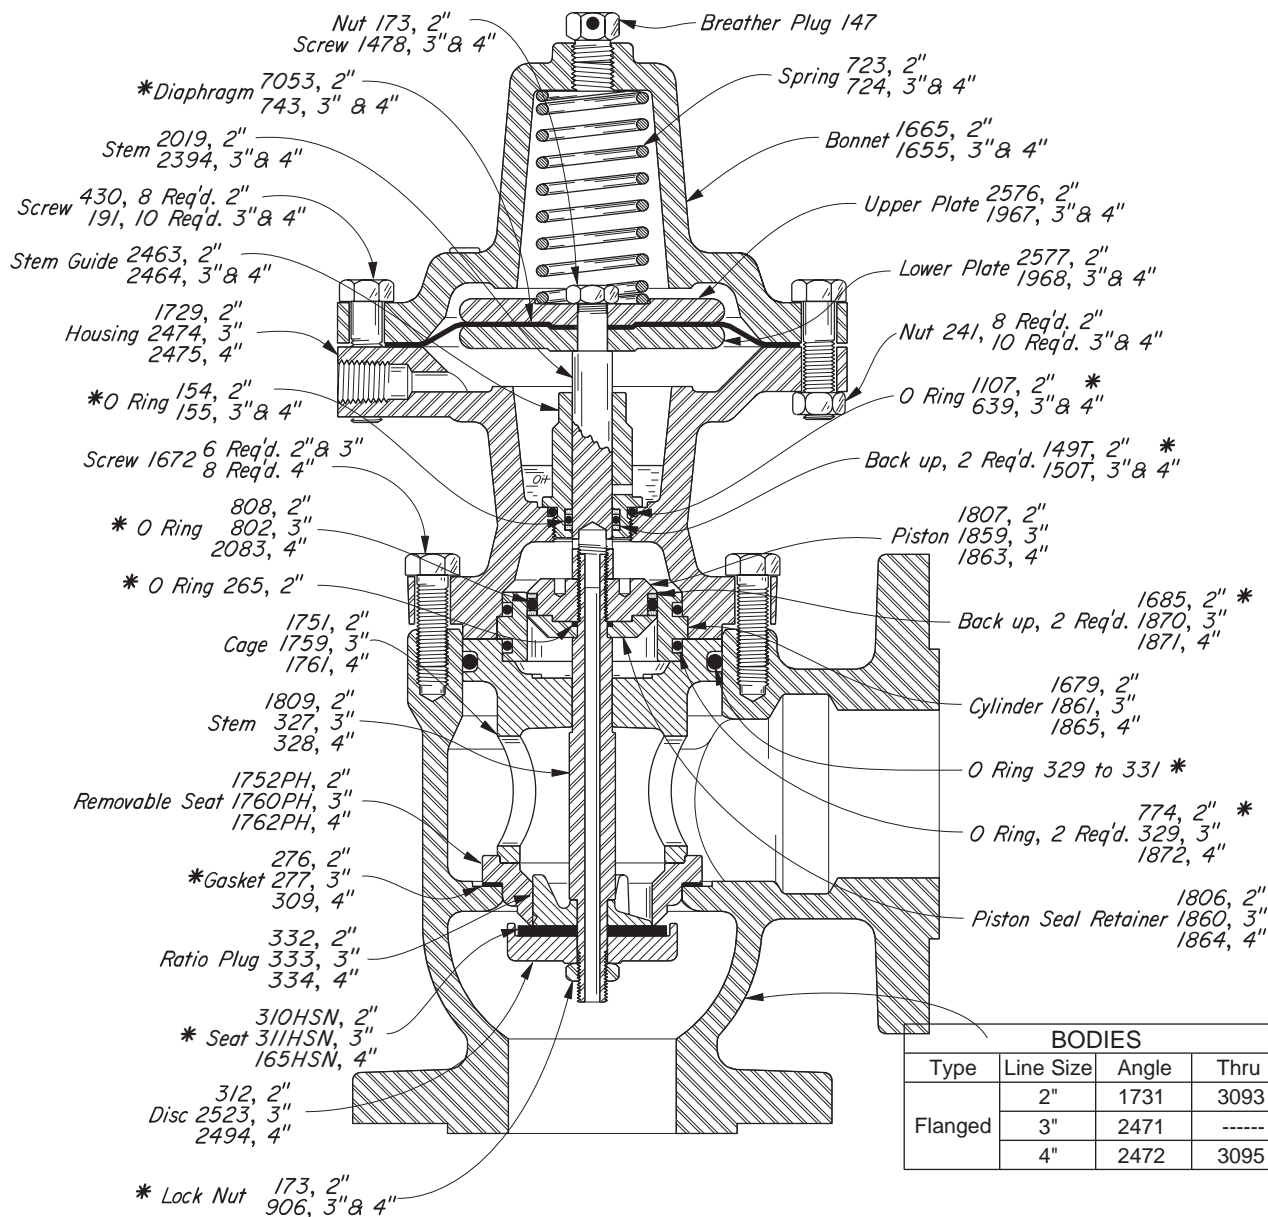 Nut 173, 2"
Screw 1478, 3"& 4"
*Diaphragm 7053, 2"
743, 3" & 4"
Stem 2019, 2"
2394, 3"& 4"
Screw 430, 8 Req'd. 2"
191, 10 Req'd. 3"& 4"
Stem Guide 2463, 2"
2464, 3"& 4"
1729, 2"
Housing 2474, 3"
2475, 4"
*O Ring 154, 2"
155, 3"& 4"
Screw 1672 6 Req'd. 2"& 3"
8 Req'd. 4"
808, 2"
* O Ring 802, 3"
2083, 4"
* O Ring 265, 2"
1751, 2"
Cage 1759, 3"
1761, 4"
1809, 2"
Stem 327, 3"
328, 4"
1752PH, 2"
Removable Seat 1760PH, 3"
1762PH, 4"
276, 2"
*Gasket 277, 3"
309, 4"
332, 2"
Ratio Plug 333, 3"
334, 4"
310HSN, 2"
* Seat 311HSN, 3"
165HSN, 4"
312, 2"
Disc 2523, 3"
2494, 4"
* Lock Nut 173, 2"
906, 3"& 4"
Oil
Breather Plug 147
Spring 723, 2"
724, 3"& 4"
Bonnet 1665, 2"
1655, 3"& 4"
Upper Plate 2576, 2"
1967, 3"& 4"
Lower Plate 2577, 2"
1968, 3"& 4"
Nut 241, 8 Req'd. 2"
10 Req'd. 3"& 4"
O Ring 1107, 2" *
639, 3"& 4"
Back up, 2 Req'd. 149T, 2" *
150T, 3"& 4"
1807, 2"
Piston 1859, 3"
1863, 4"
1685, 2" *
Back up, 2 Req'd. 1870, 3"
1871, 4"
1679, 2"
Cylinder 1861, 3"
1865, 4"
O Ring 329 to 331 *
774, 2" *
O Ring, 2 Req'd. 329, 3"
1872, 4"
1806, 2"
Piston Seal Retainer 1860, 3"
1864, 4"
BODIES
Type Line Size Angle Thru
Flanged 2" 1731 3093
3" 2471 ------
4" 2472 3095